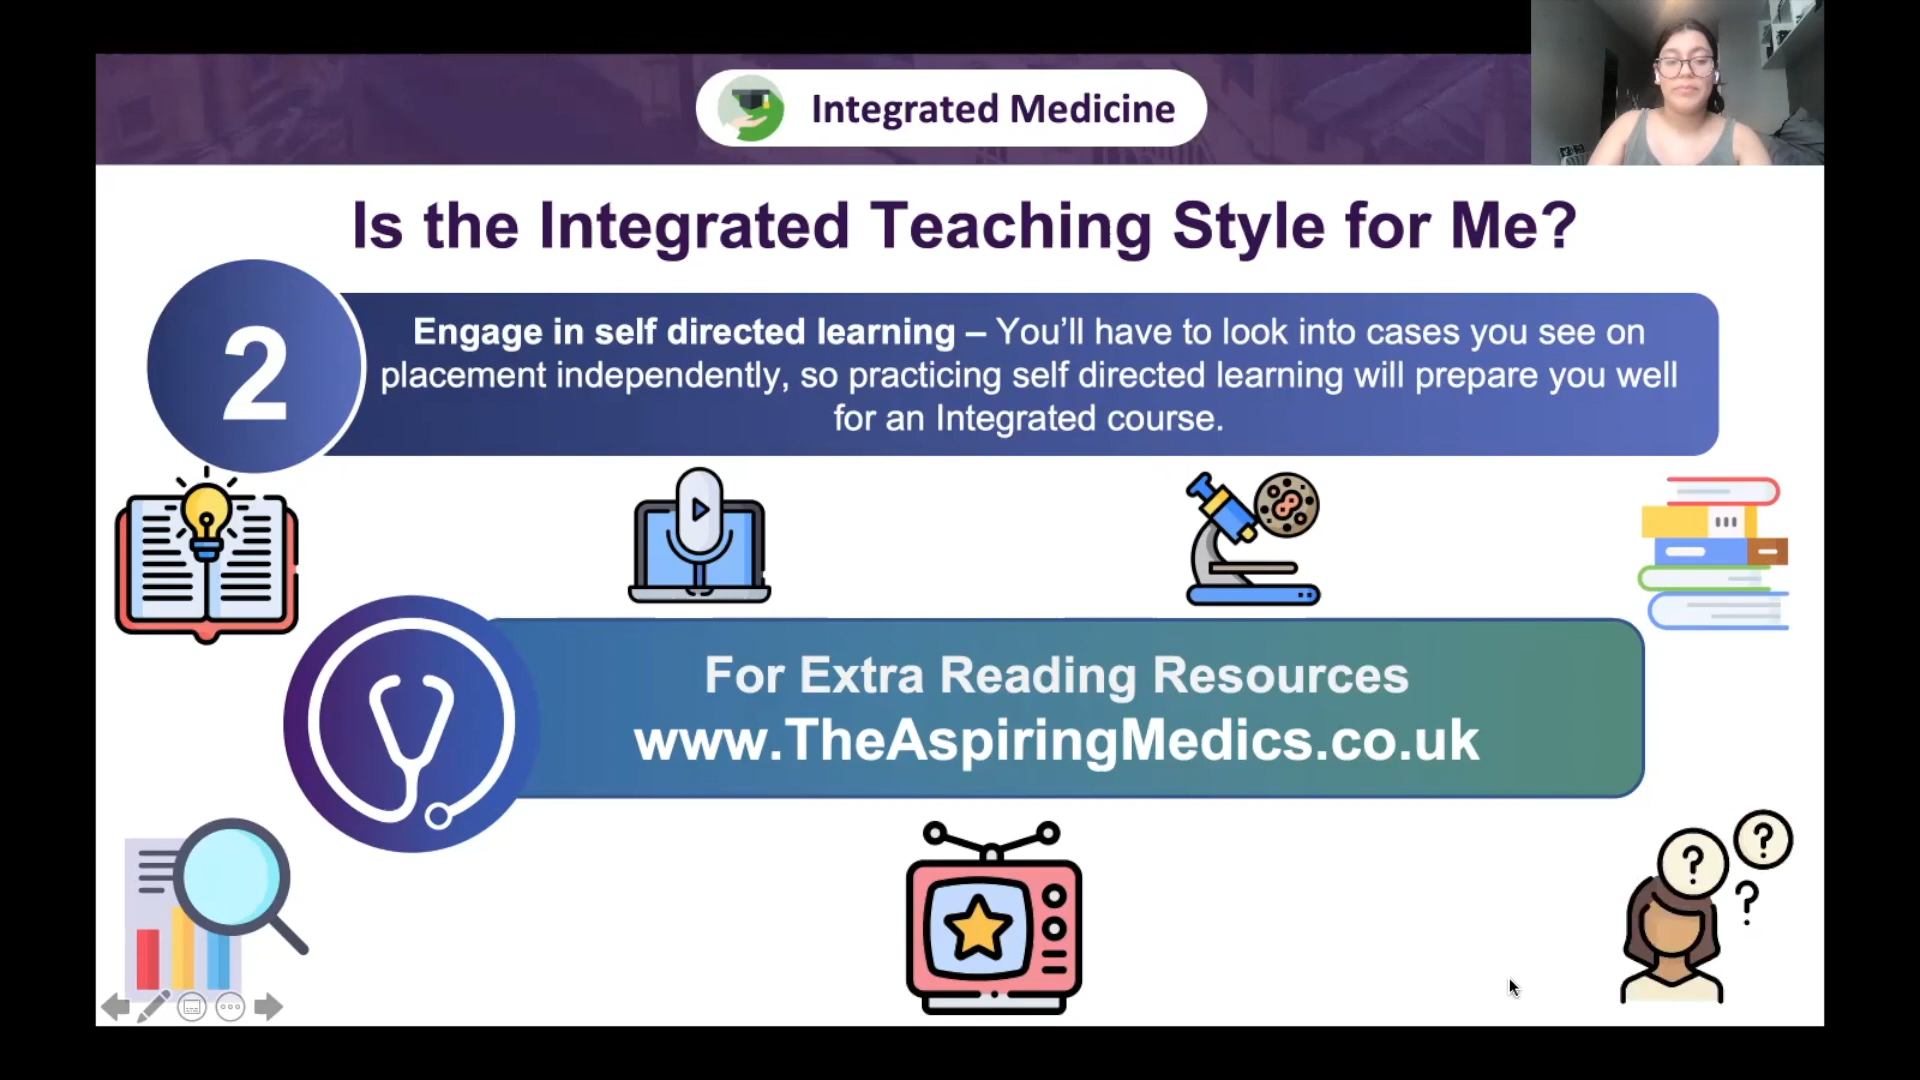 Integrated Medicine
Is the Integrated Teaching Style for Me?
2
Engage in self directed learning – You’ll have to look into cases you see on
placement independently, so practicing self directed learning will prepare you well
for an Integrated course.
For Extra Reading Resources
www.TheAspiringMedics.co.uk
?
?
?